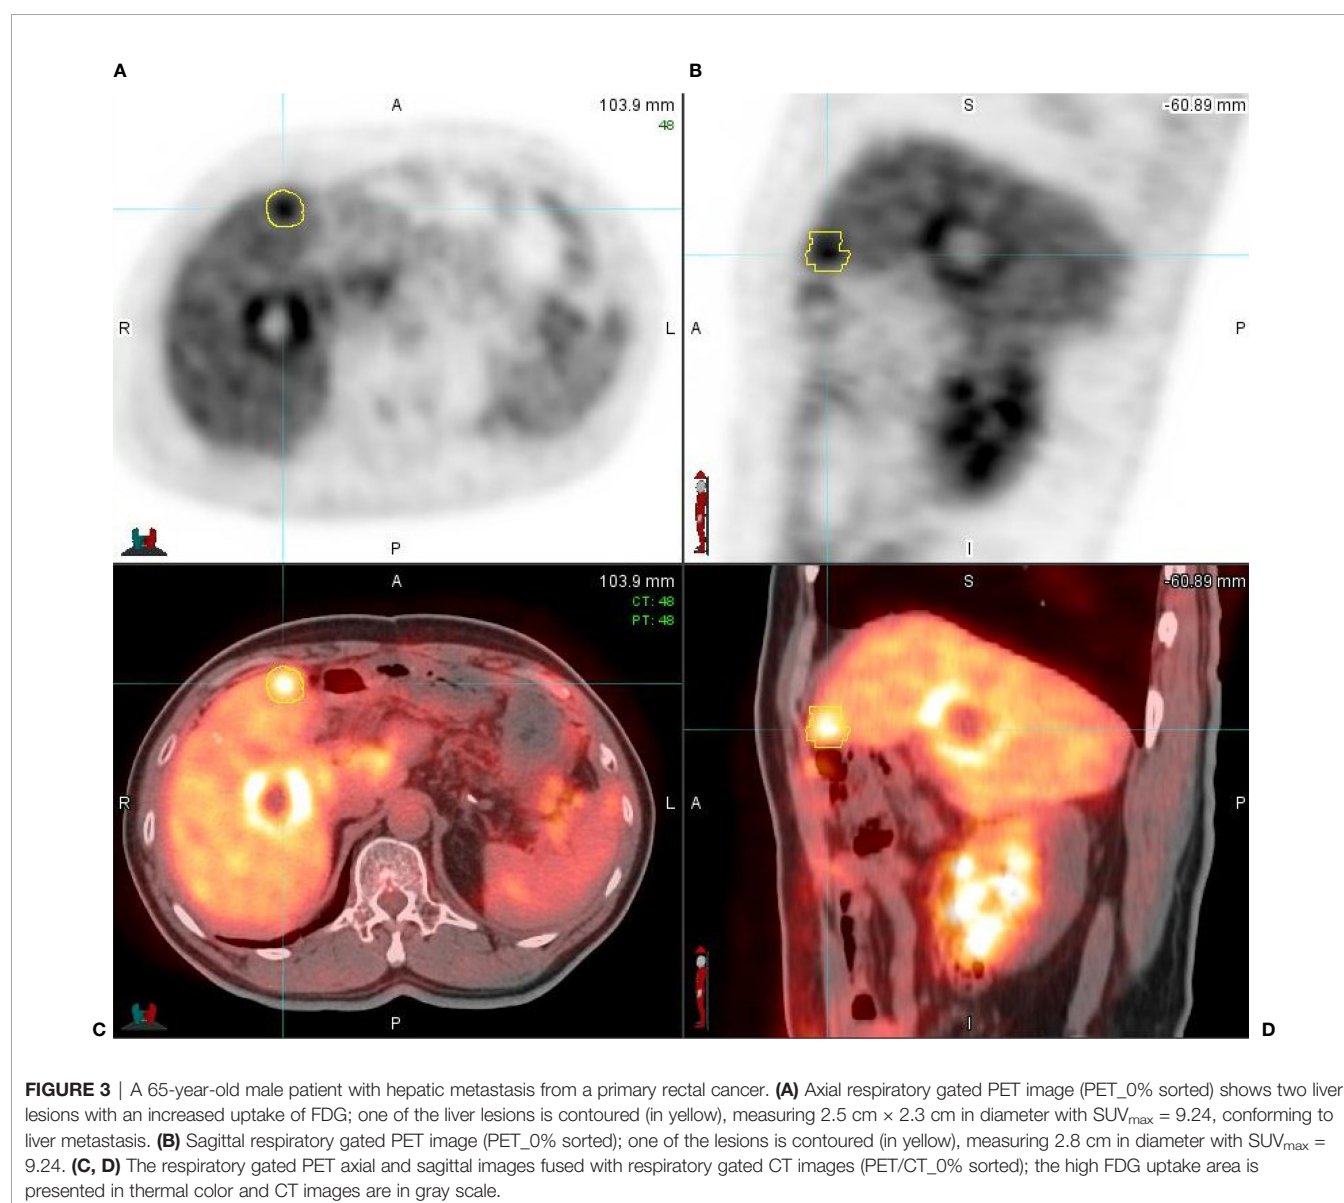 A
B
A
103.9 mm
48
S
-60.89 mm
R
L
A
P
P
I
A
103.9 mm
CT: 48
PT: 48
S
-60.89 mm
R
L
A
P
P
I
C
D
FIGURE 3 | A 65-year-old male patient with hepatic metastasis from a primary rectal cancer. (A) Axial respiratory gated PET image (PET_0% sorted) shows two liver
lesions with an increased uptake of FDG; one of the liver lesions is contoured (in yellow), measuring 2.5 cm × 2.3 cm in diameter with SUVmax = 9.24, conforming to
liver metastasis. (B) Sagittal respiratory gated PET image (PET_0% sorted); one of the lesions is contoured (in yellow), measuring 2.8 cm in diameter with SUVmax =
9.24. (C, D) The respiratory gated PET axial and sagittal images fused with respiratory gated CT images (PET/CT_0% sorted); the high FDG uptake area is
presented in thermal color and CT images are in gray scale.